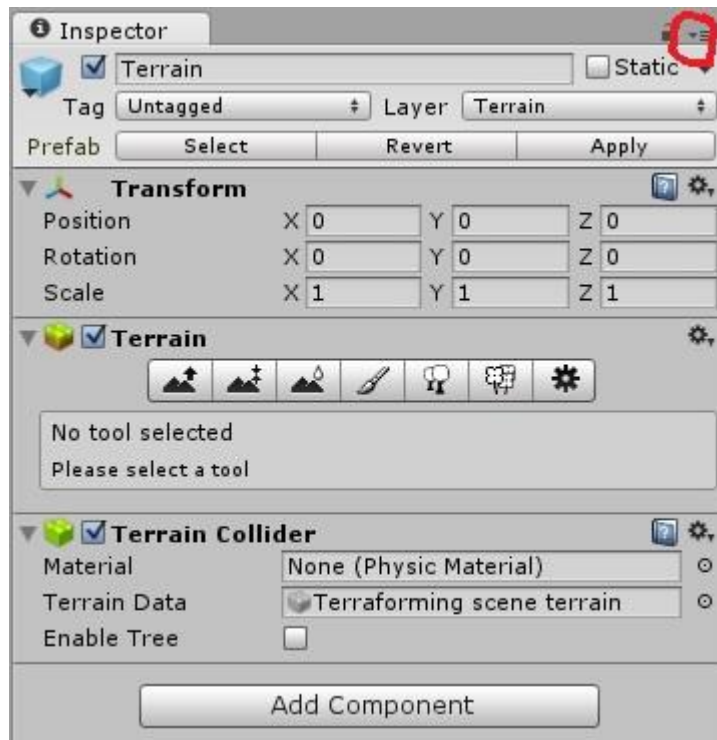 Inspector
Terrain Static
Tag Untagged Layer Terrain
Prefab Select Revert Apply
Transform
Position X 0 Y 0 Z 0
Rotation X 0 Y 0 Z 0
Scale X 1 Y 1 Z 1
Terrain
No tool selected
Please select a tool
Terrain Collider
Material None (Physic Material)
Terrain Data Terraforming scene terrain
Enable Tree
Add Component